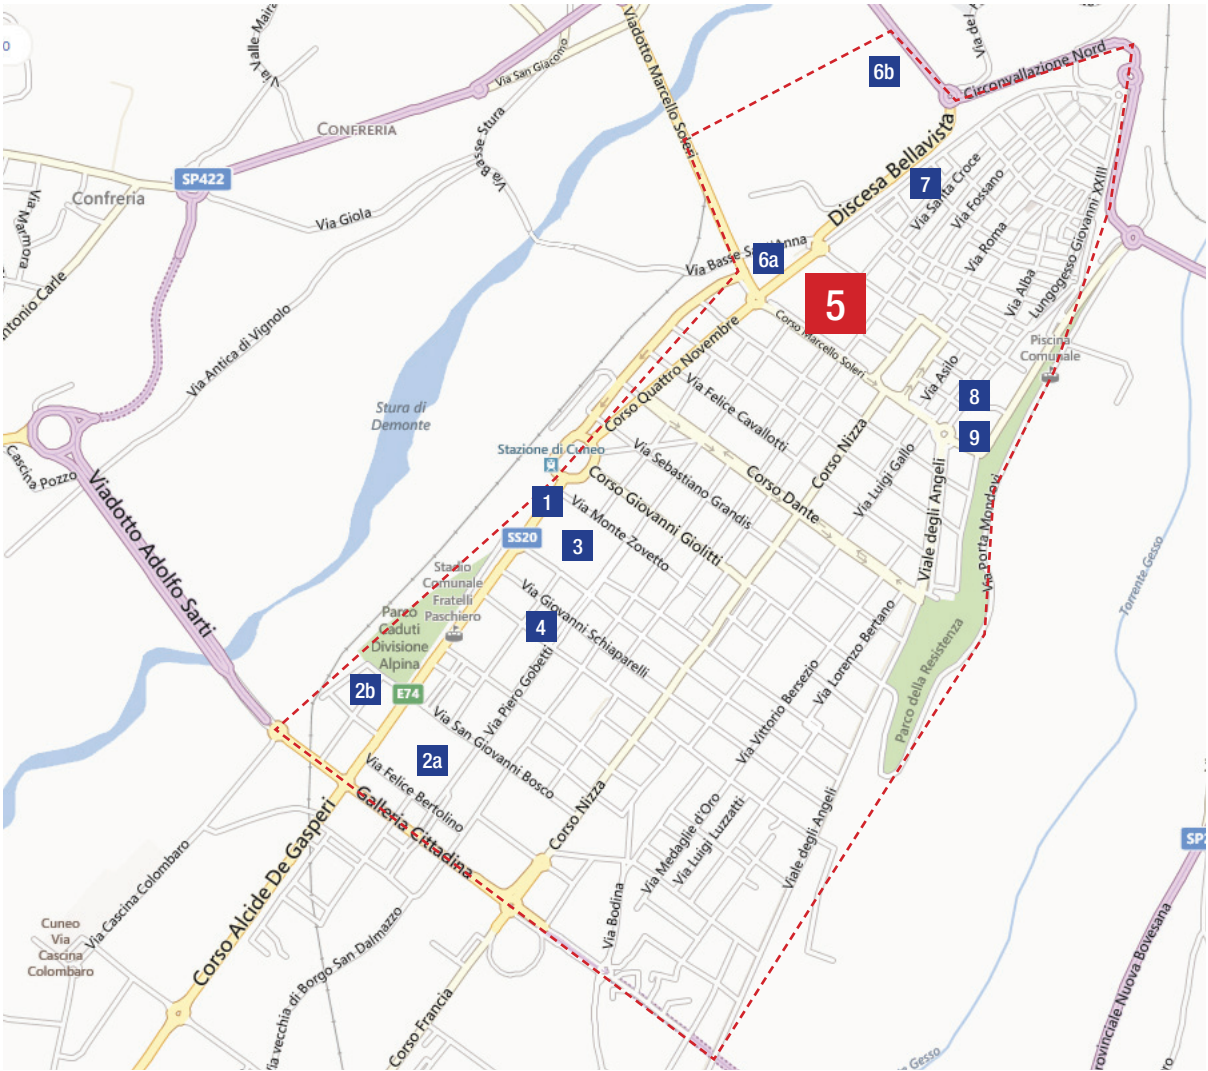 0
Via Valle Maira
Via San Giacomo
Viadotto Marcello Soleri
Via del
6b
Circonvallazione Nord
CONFRERIA
Via Basse Stura
SP422
Confreria
Via Marmora
Via Giola
Discesa Bellavista
7
Via Santa Croce
Via Fossano
Via Roma
Via Alba
Lungogesso Giovanni XXIII
Via Basse Sant'Anna
6a
5
ntonio Carle
Via Antica di Vignolo
Corso Quattro Novembre
Corso Marcello Soleri
Piscina
Comunale
Via Asilo
8
9
Via Felice Cavallotti
Stura di
Demonte
Stazione di Cuneo
Via Sebastiano Grandis
Corso Nizza
Via Luigi Gallo
Cascina Pozzo
Viadotto Adolfo Sarti
Corso Giovanni Giolitti
Corso Dante
Viale degli Angeli
Via Porta Mondovì
1
Via Monte Zovetto
SS20
3
Torrente Gesso
Stadio
Comunale
Fratelli
Paschiero
Parco
Caduti
Divisione
Alpina
Via Giovanni Schiaparelli
4
Via Lorenzo Bertano
Parco della Resistenza
2b
E74
Via Piero Gobetti
Via Vittorio Bersezio
Via San Giovanni Bosco
2a
Via Felice Bertolino
Galleria Cittadina
Corso Nizza
Via Medaglie d'Oro
Via Luigi Luzzatti
Viale degli Angeli
SP2
Corso Alcide De Gasperi
Via Cascina Colombaro
Cuneo
Via
Cascina
Colombaro
Via Bodina
Via vecchia di Borgo San Dalmazzo
Corso Francia
rovinciale Nuova Bovesana
e Gesso
ro